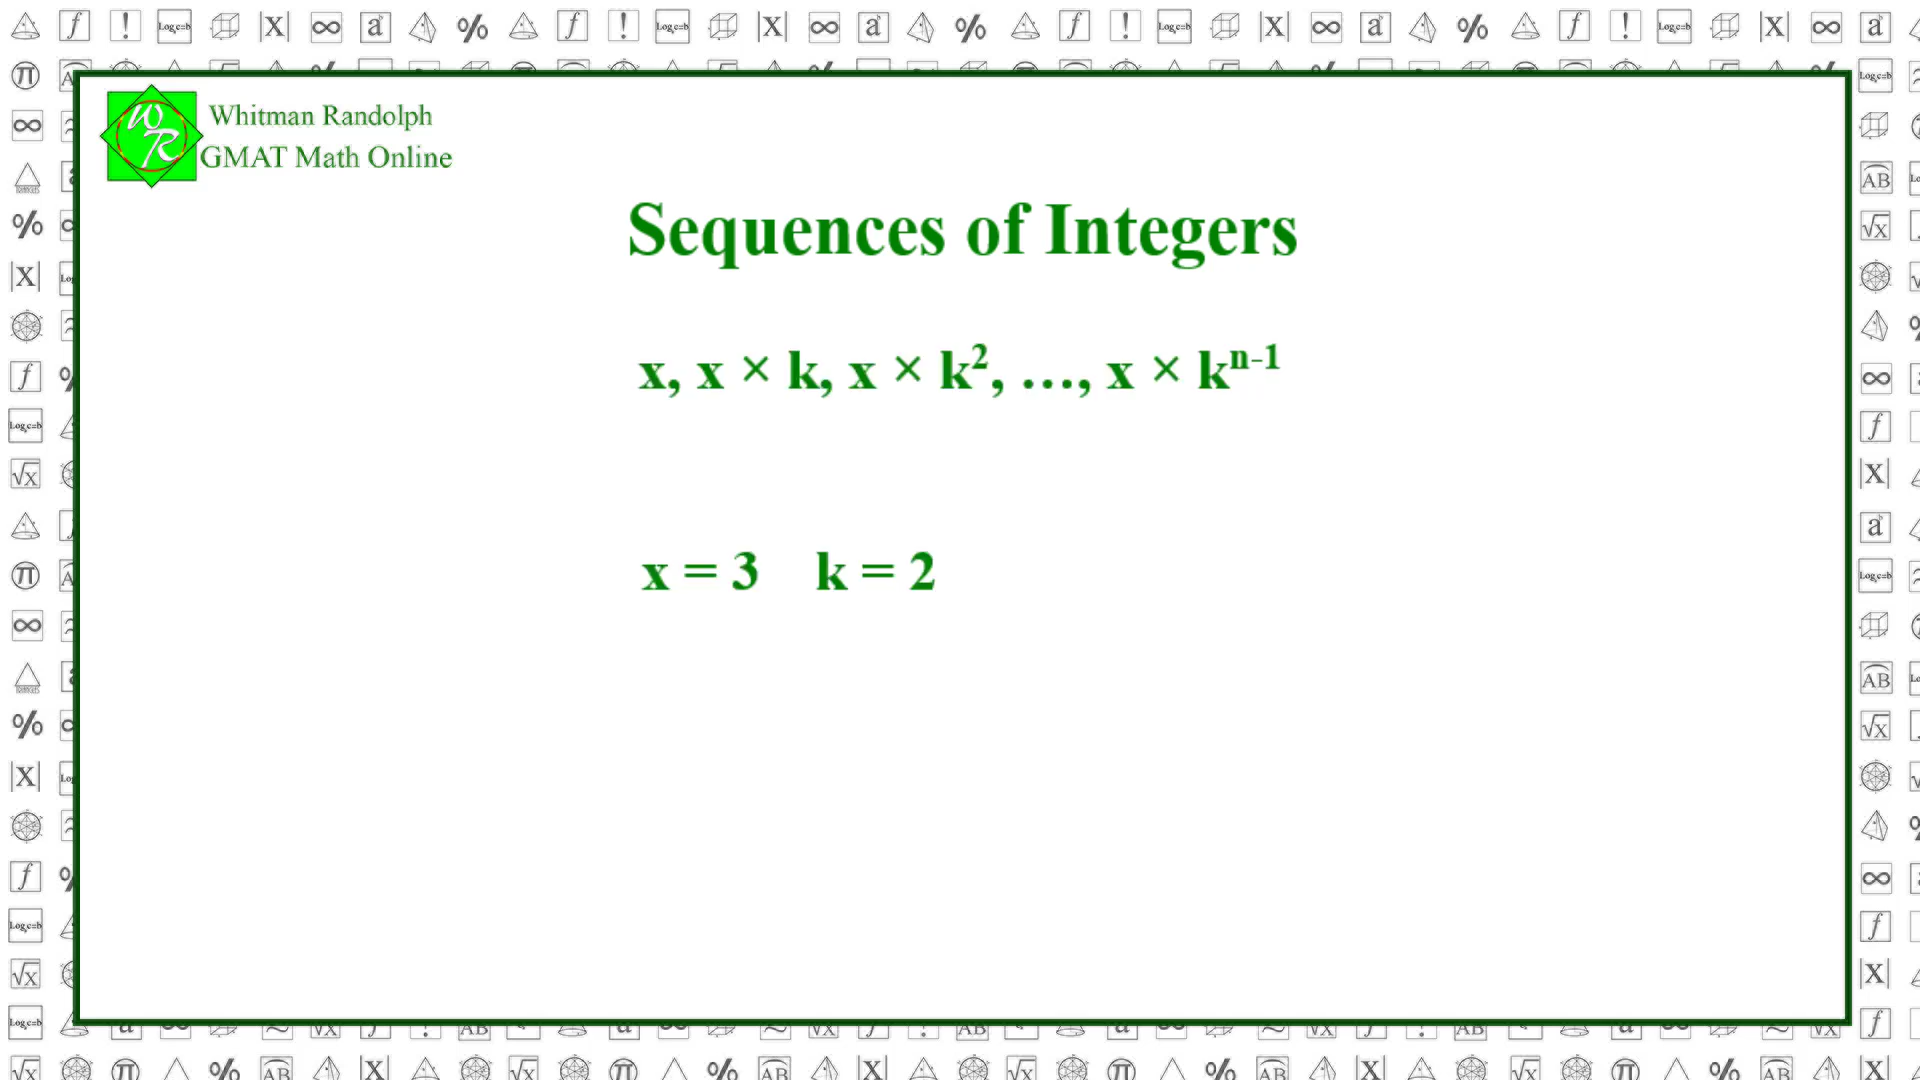 Whitman Randolph
GMAT Math Online
Sequences of Integers
x, x × k, x × k², …, x × kⁿ⁻¹
x = 3 k = 2